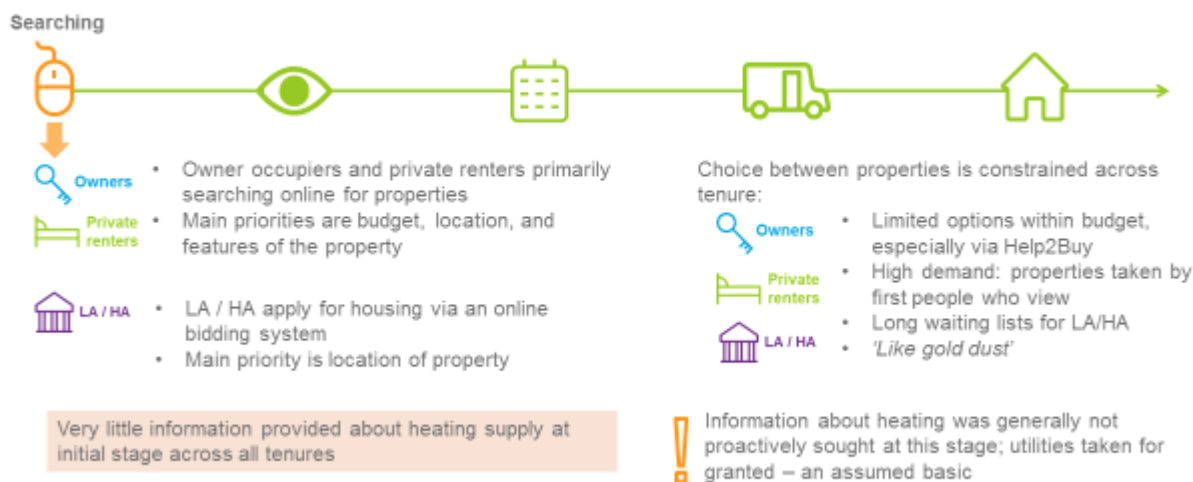 Searching
Owners
Private
renters
• Owner occupiers and private renters primarily
searching online for properties
• Main priorities are budget, location, and
features of the property
LA / HA
• LA / HA apply for housing via an online
bidding system
• Main priority is location of property
Very little information provided about heating supply at
initial stage across all tenures
Choice between properties is constrained across
tenure:
Owners
Private
renters
LA / HA
• Limited options within budget,
especially via Help2Buy
• High demand: properties taken by
first people who view
• Long waiting lists for LA/HA
• ‘Like gold dust’
Information about heating was generally not
proactively sought at this stage; utilities taken for
granted – an assumed basic